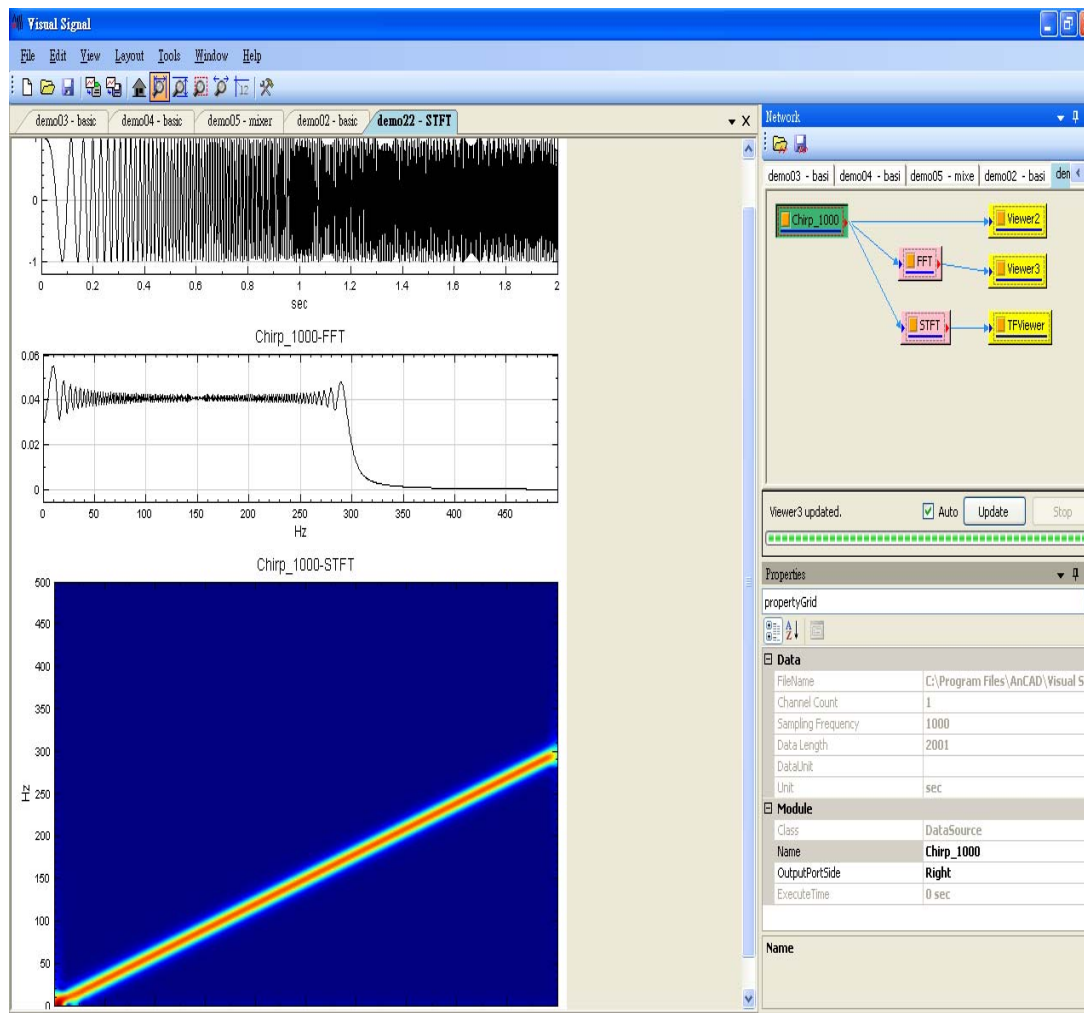 Visual Signal
File Edit View Layout Tools Window Help
12
demo03 - basic demo04 - basic demo05 - mixer demo02 - basic demo22 - STFT
0
-1
0 0.2 0.4 0.6 0.8 1 1.2 1.4 1.6 1.8 2
sec
Chirp_1000-FFT
0.06
0.04
0.02
0
0 50 100 150 200 250 300 350 400 450
Hz
Chirp_1000-STFT
500
450
400
350
300
250
200
150
100
50
0
Hz
Network
demo03 - basi demo04 - basi demo05 - mixe demo02 - basi den
Chirp_1000 Viewer2
FFT Viewer3
STFT TFViewer
Viewer3 updated. Auto Update Stop
Properties
propertyGrid
A
Z
Data
FileName C:\Program Files\AnCAD\Visual S
Channel Count 1
Sampling Frequency 1000
Data Length 2001
DataUnit
Unit sec
Module
Class DataSource
Name Chirp_1000
OutputPortSide Right
ExecuteTime 0 sec
Name